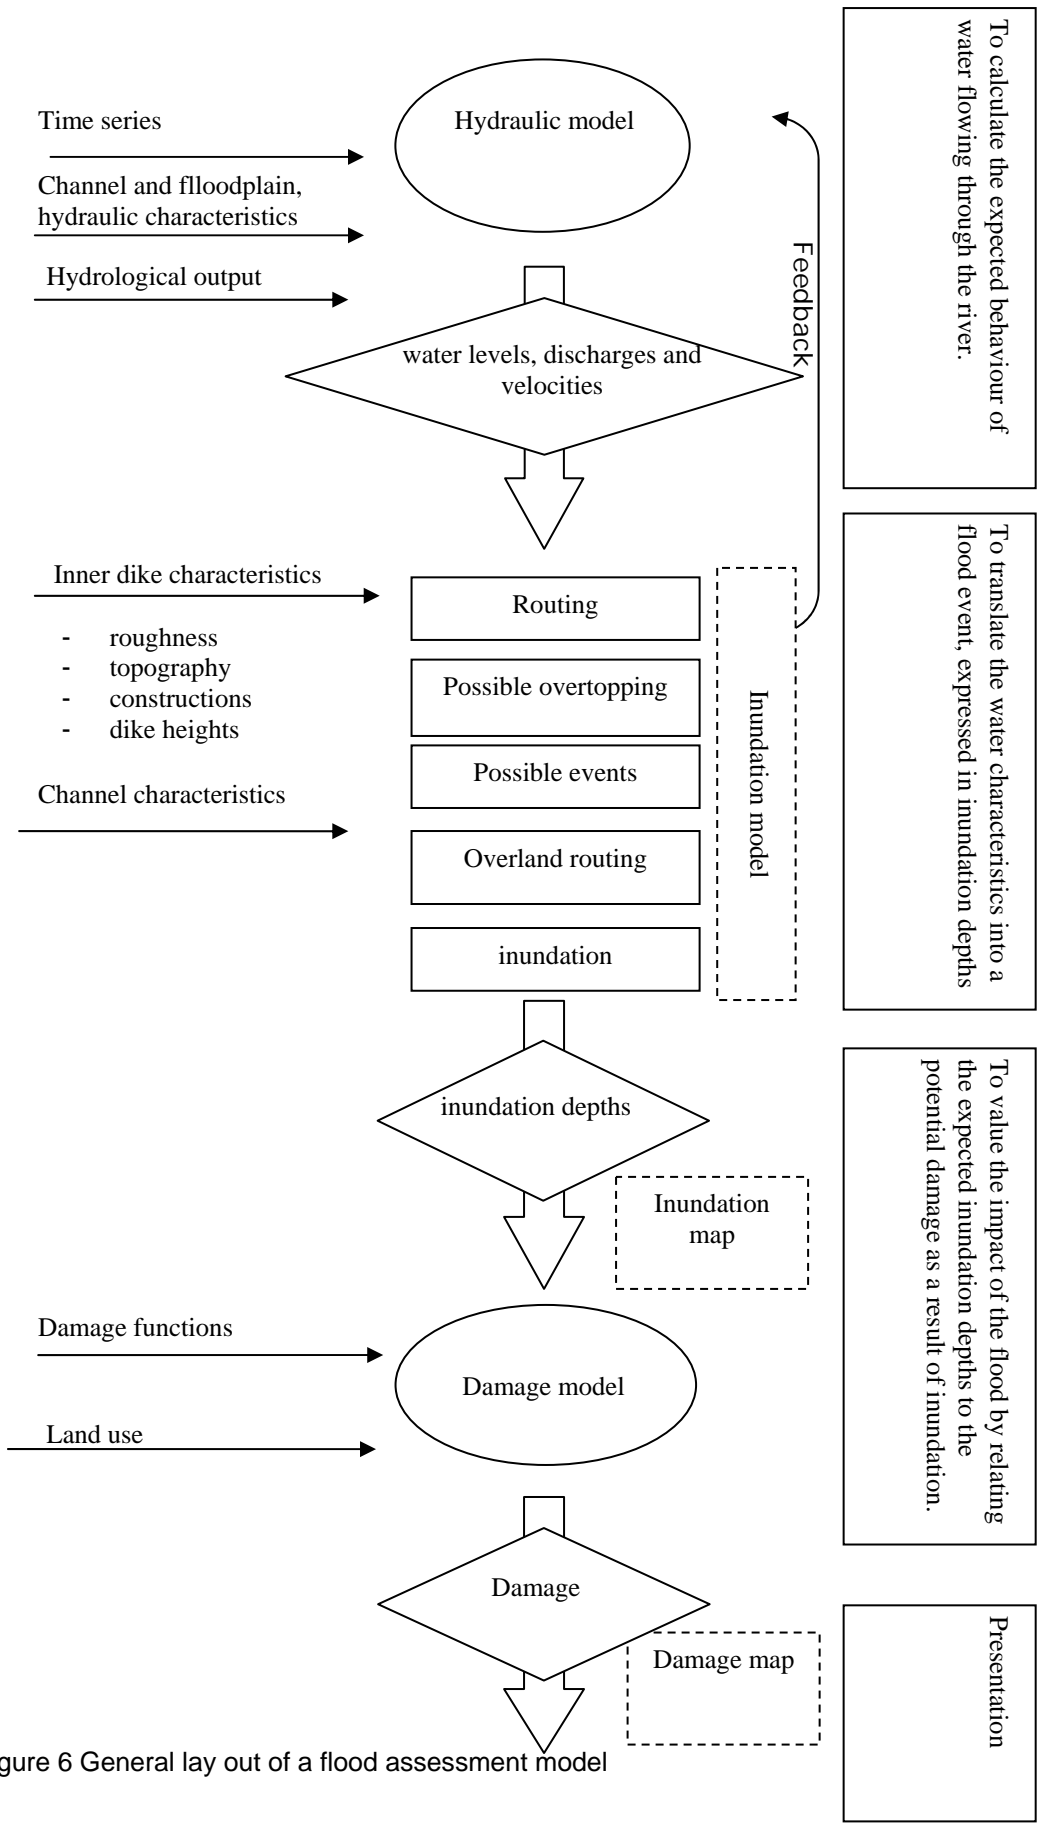 Time series
Channel and flloodplain,
hydraulic characteristics
Hydrological output
Hydraulic model
water levels, discharges and
velocities
Feedback
To calculate the expected behaviour of
water flowing through the river.
Inner dike characteristics
- roughness
- topography
- constructions
- dike heights
Channel characteristics
Routing
Possible overtopping
Possible events
Overland routing
inundation
Inundation model
To translate the water characteristics into a
flood event, expressed in inundation depths
inundation depths
Inundation
map
To value the impact of the flood by relating
the expected inundation depths to the
potential damage as a result of inundation.
Damage functions
Land use
Damage model
Damage
Damage map
Presentation
gure 6 General lay out of a flood assessment model